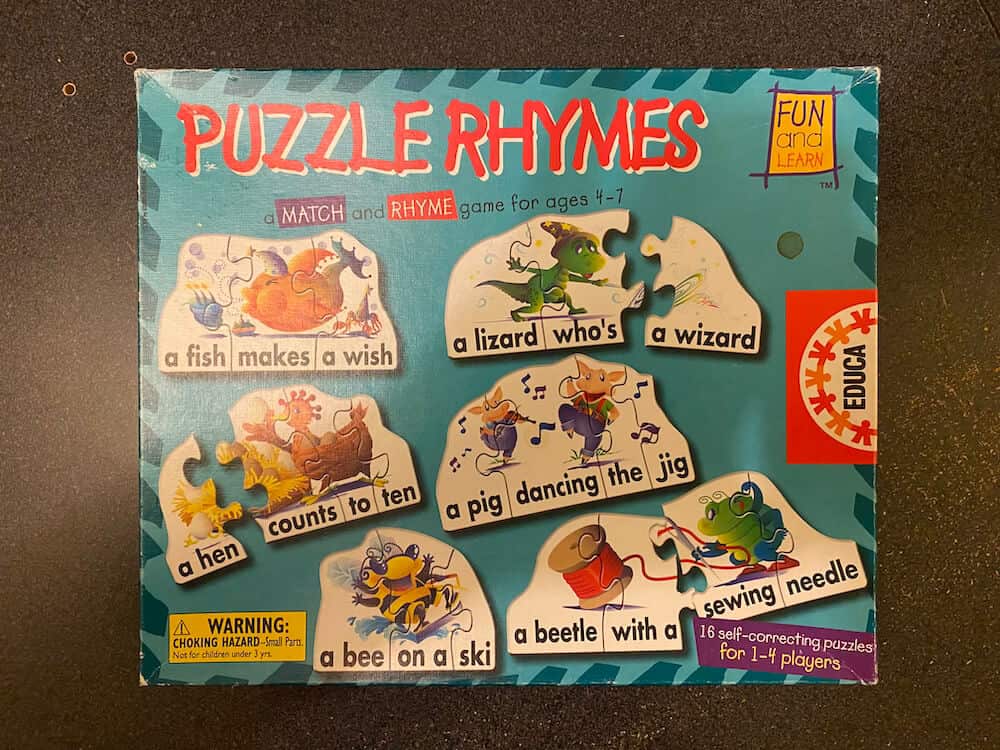 PUZZLE RHYMES
FUN
and
LEARN
TM
a MATCH and RHYME game for ages 4-7
a fish makes a wish
a lizard who's a wizard
EDUCA
a hen counts to ten
a pig dancing the jig
a bee on a ski
a beetle with a sewing needle
WARNING:
CHOKING HAZARD-Small Parts.
Not for children under 3 yrs.
16 self-correcting puzzles
for 1-4 players